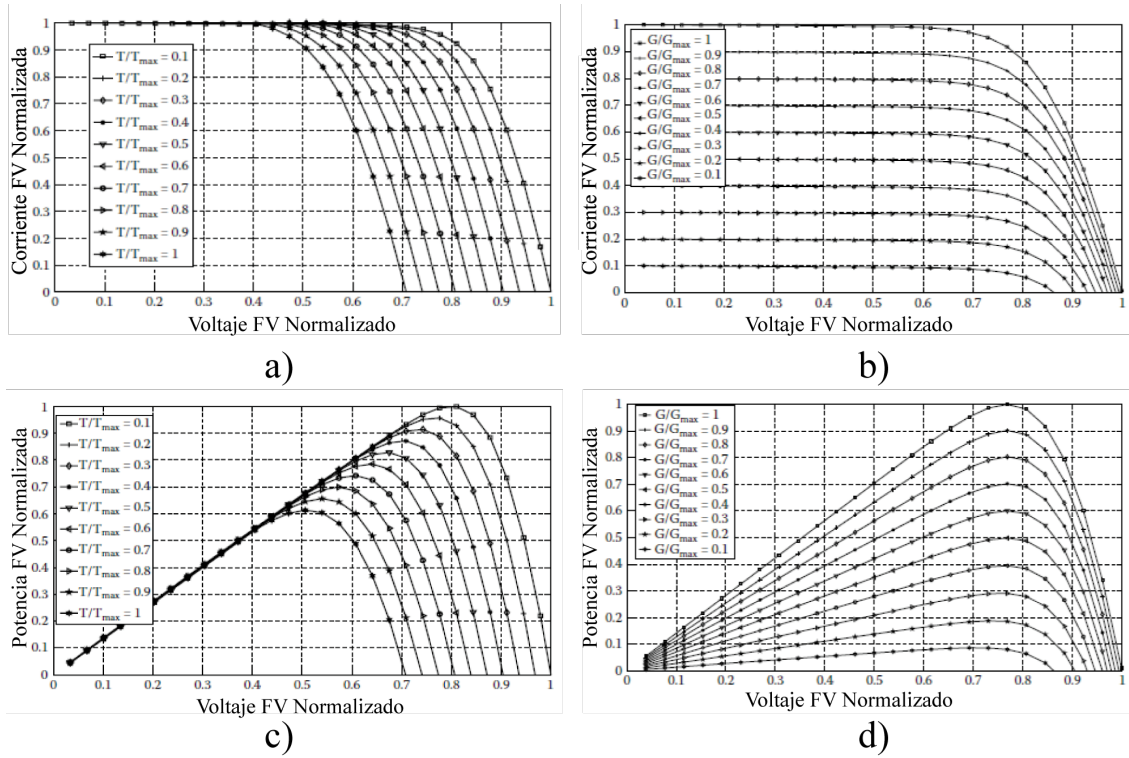 Corriente FV Normalizada
1
0.9
0.8
0.7
0.6
0.5
0.4
0.3
0.2
0.1
0
T/Tmax = 0.1
T/Tmax = 0.2
T/Tmax = 0.3
T/Tmax = 0.4
T/Tmax = 0.5
T/Tmax = 0.6
T/Tmax = 0.7
T/Tmax = 0.8
T/Tmax = 0.9
T/Tmax = 1
0 0.1 0.2 0.3 0.4 0.5 0.6 0.7 0.8 0.9 1
Voltaje FV Normalizado
a)
Corriente FV Normalizada
1
0.9
0.8
0.7
0.6
0.5
0.4
0.3
0.2
0.1
0
G/Gmax = 1
G/Gmax = 0.9
G/Gmax = 0.8
G/Gmax = 0.7
G/Gmax = 0.6
G/Gmax = 0.5
G/Gmax = 0.4
G/Gmax = 0.3
G/Gmax = 0.2
G/Gmax = 0.1
0 0.1 0.2 0.3 0.4 0.5 0.6 0.7 0.8 0.9 1
Voltaje FV Normalizado
b)
Potencia FV Normalizada
1
0.9
0.8
0.7
0.6
0.5
0.4
0.3
0.2
0.1
0
T/Tmax = 0.1
T/Tmax = 0.2
T/Tmax = 0.3
T/Tmax = 0.4
T/Tmax = 0.5
T/Tmax = 0.6
T/Tmax = 0.7
T/Tmax = 0.8
T/Tmax = 0.9
T/Tmax = 1
0 0.1 0.2 0.3 0.4 0.5 0.6 0.7 0.8 0.9 1
Voltaje FV Normalizado
c)
Potencia FV Normalizada
1
0.9
0.8
0.7
0.6
0.5
0.4
0.3
0.2
0.1
0
G/Gmax = 1
G/Gmax = 0.9
G/Gmax = 0.8
G/Gmax = 0.7
G/Gmax = 0.6
G/Gmax = 0.5
G/Gmax = 0.4
G/Gmax = 0.3
G/Gmax = 0.2
G/Gmax = 0.1
0 0.1 0.2 0.3 0.4 0.5 0.6 0.7 0.8 0.9 1
Voltaje FV Normalizado
d)